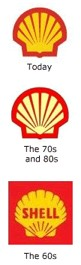 Today
The 70s
and 80s
SHELL
The 60s